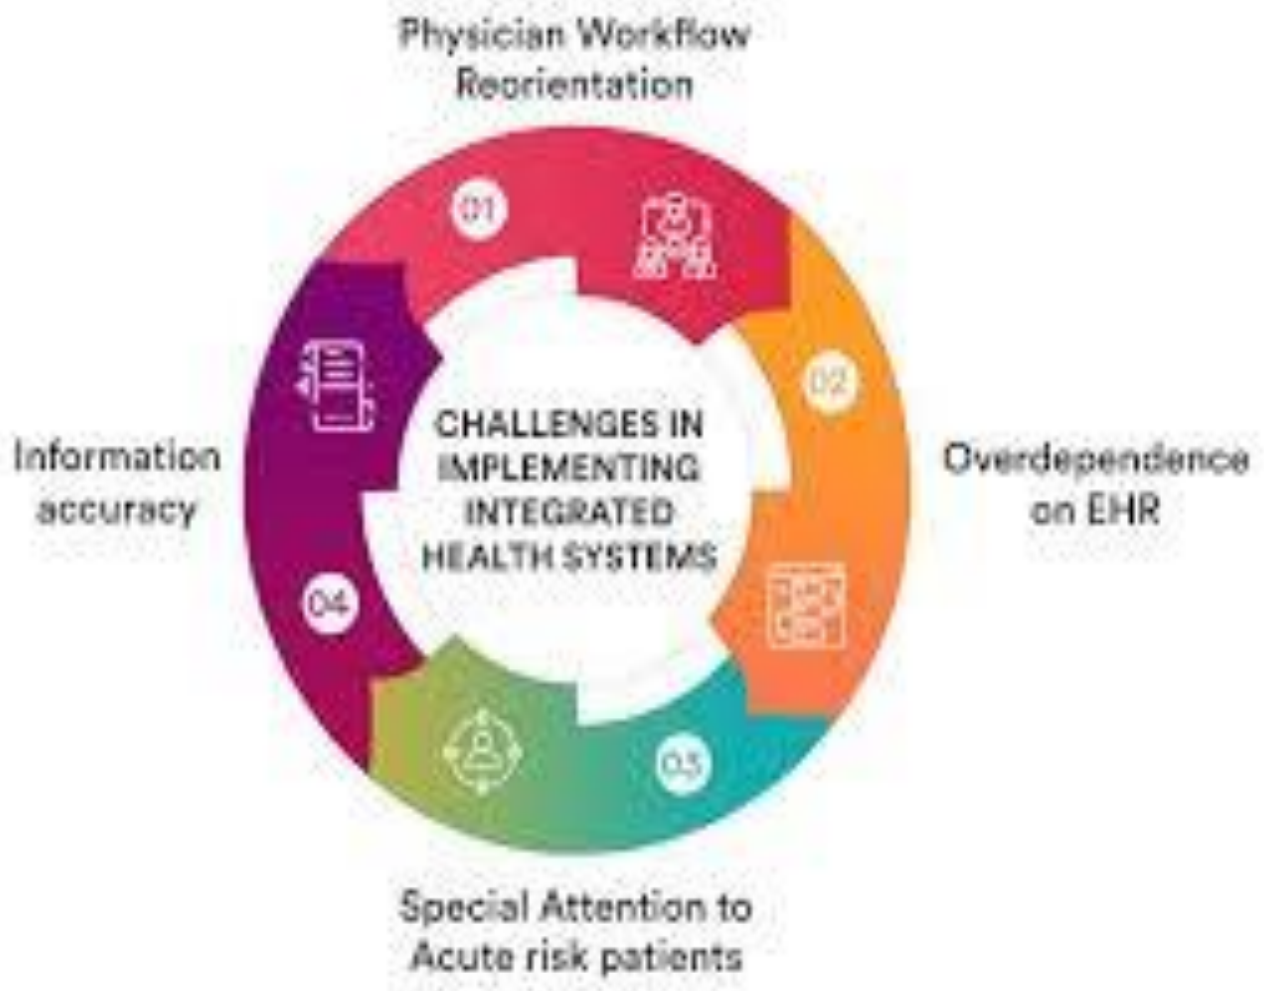 Physician Workflow
Reorientation
01
02
CHALLENGES IN
IMPLEMENTING
INTEGRATED
HEALTH SYSTEMS
Information
accuracy
Overdependence
on EHR
04
03
Special Attention to
Acute risk patients